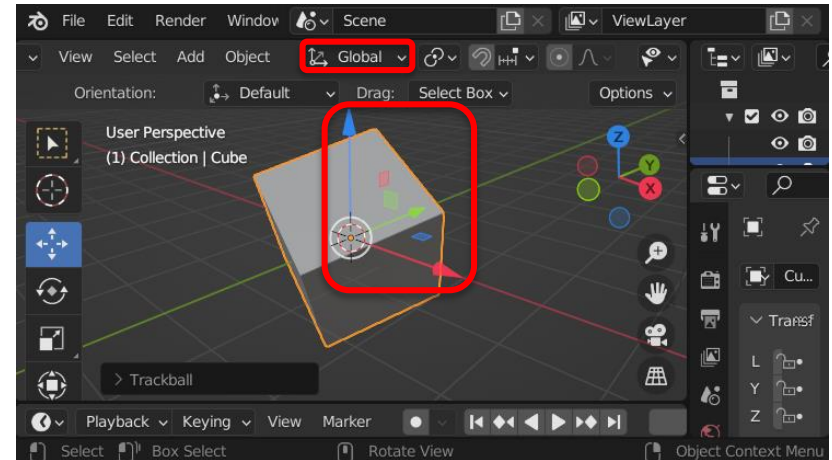 File Edit Render Window Scene ViewLayer
View Select Add Object Global
Orientation: Default Drag: Select Box Options
User Perspective
(1) Collection | Cube
Z
Y
X
Cu...
> Trackball
L
Y
Z
Playback Keying View Marker
Select Box Select Rotate View Object Context Menu